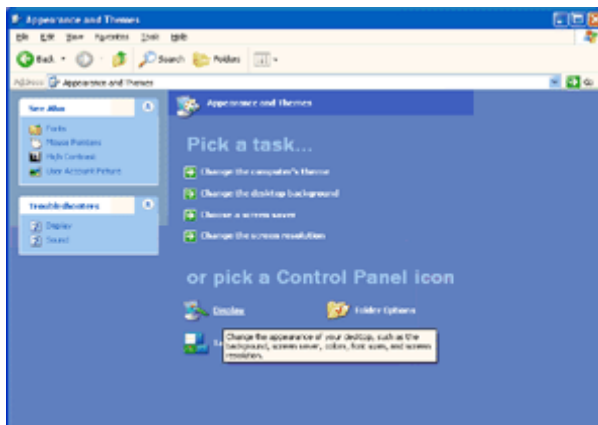 Appearance and Themes
File Edit View Favorites Tools Help
Back Search Folders
Address Appearance and Themes Go
See Also
Fonts
Mouse Pointers
High Contrast
User Account Picture
Troubleshooters
Display
Sound
Appearance and Themes
Pick a task...
Change the computer's theme
Change the desktop background
Choose a screen saver
Change the screen resolution
or pick a Control Panel icon
Display Folder Options
Change the appearance of your desktop, such as the
background, screen saver, colors, font sizes, and screen
resolution.